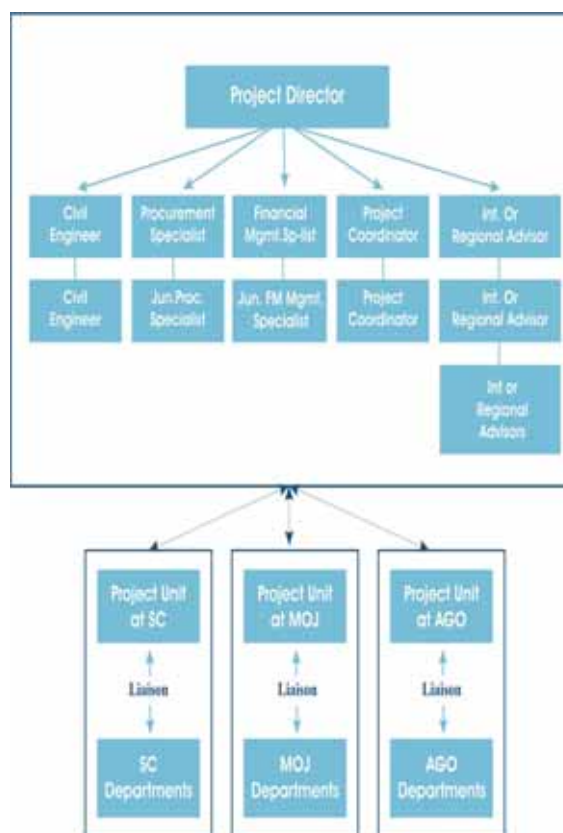 Project Director
Civil
Engineer
Procurement
Specialist
Financial
Mgmt.Sp-list
Project
Coordinator
Int. Or
Regional Advisor
Civil
Engineer
Jun.Proc.
Specialist
Jun. FM Mgmt.
Specialist
Project
Coordinator
Int. Or
Regional Advisor
Int or
Regional
Advisors
Project Unit
at SC
Project Unit
at MOJ
Project Unit
at AGO
Liaison
Liaison
Liaison
SC
Departments
MOJ
Departments
AGO
Departments